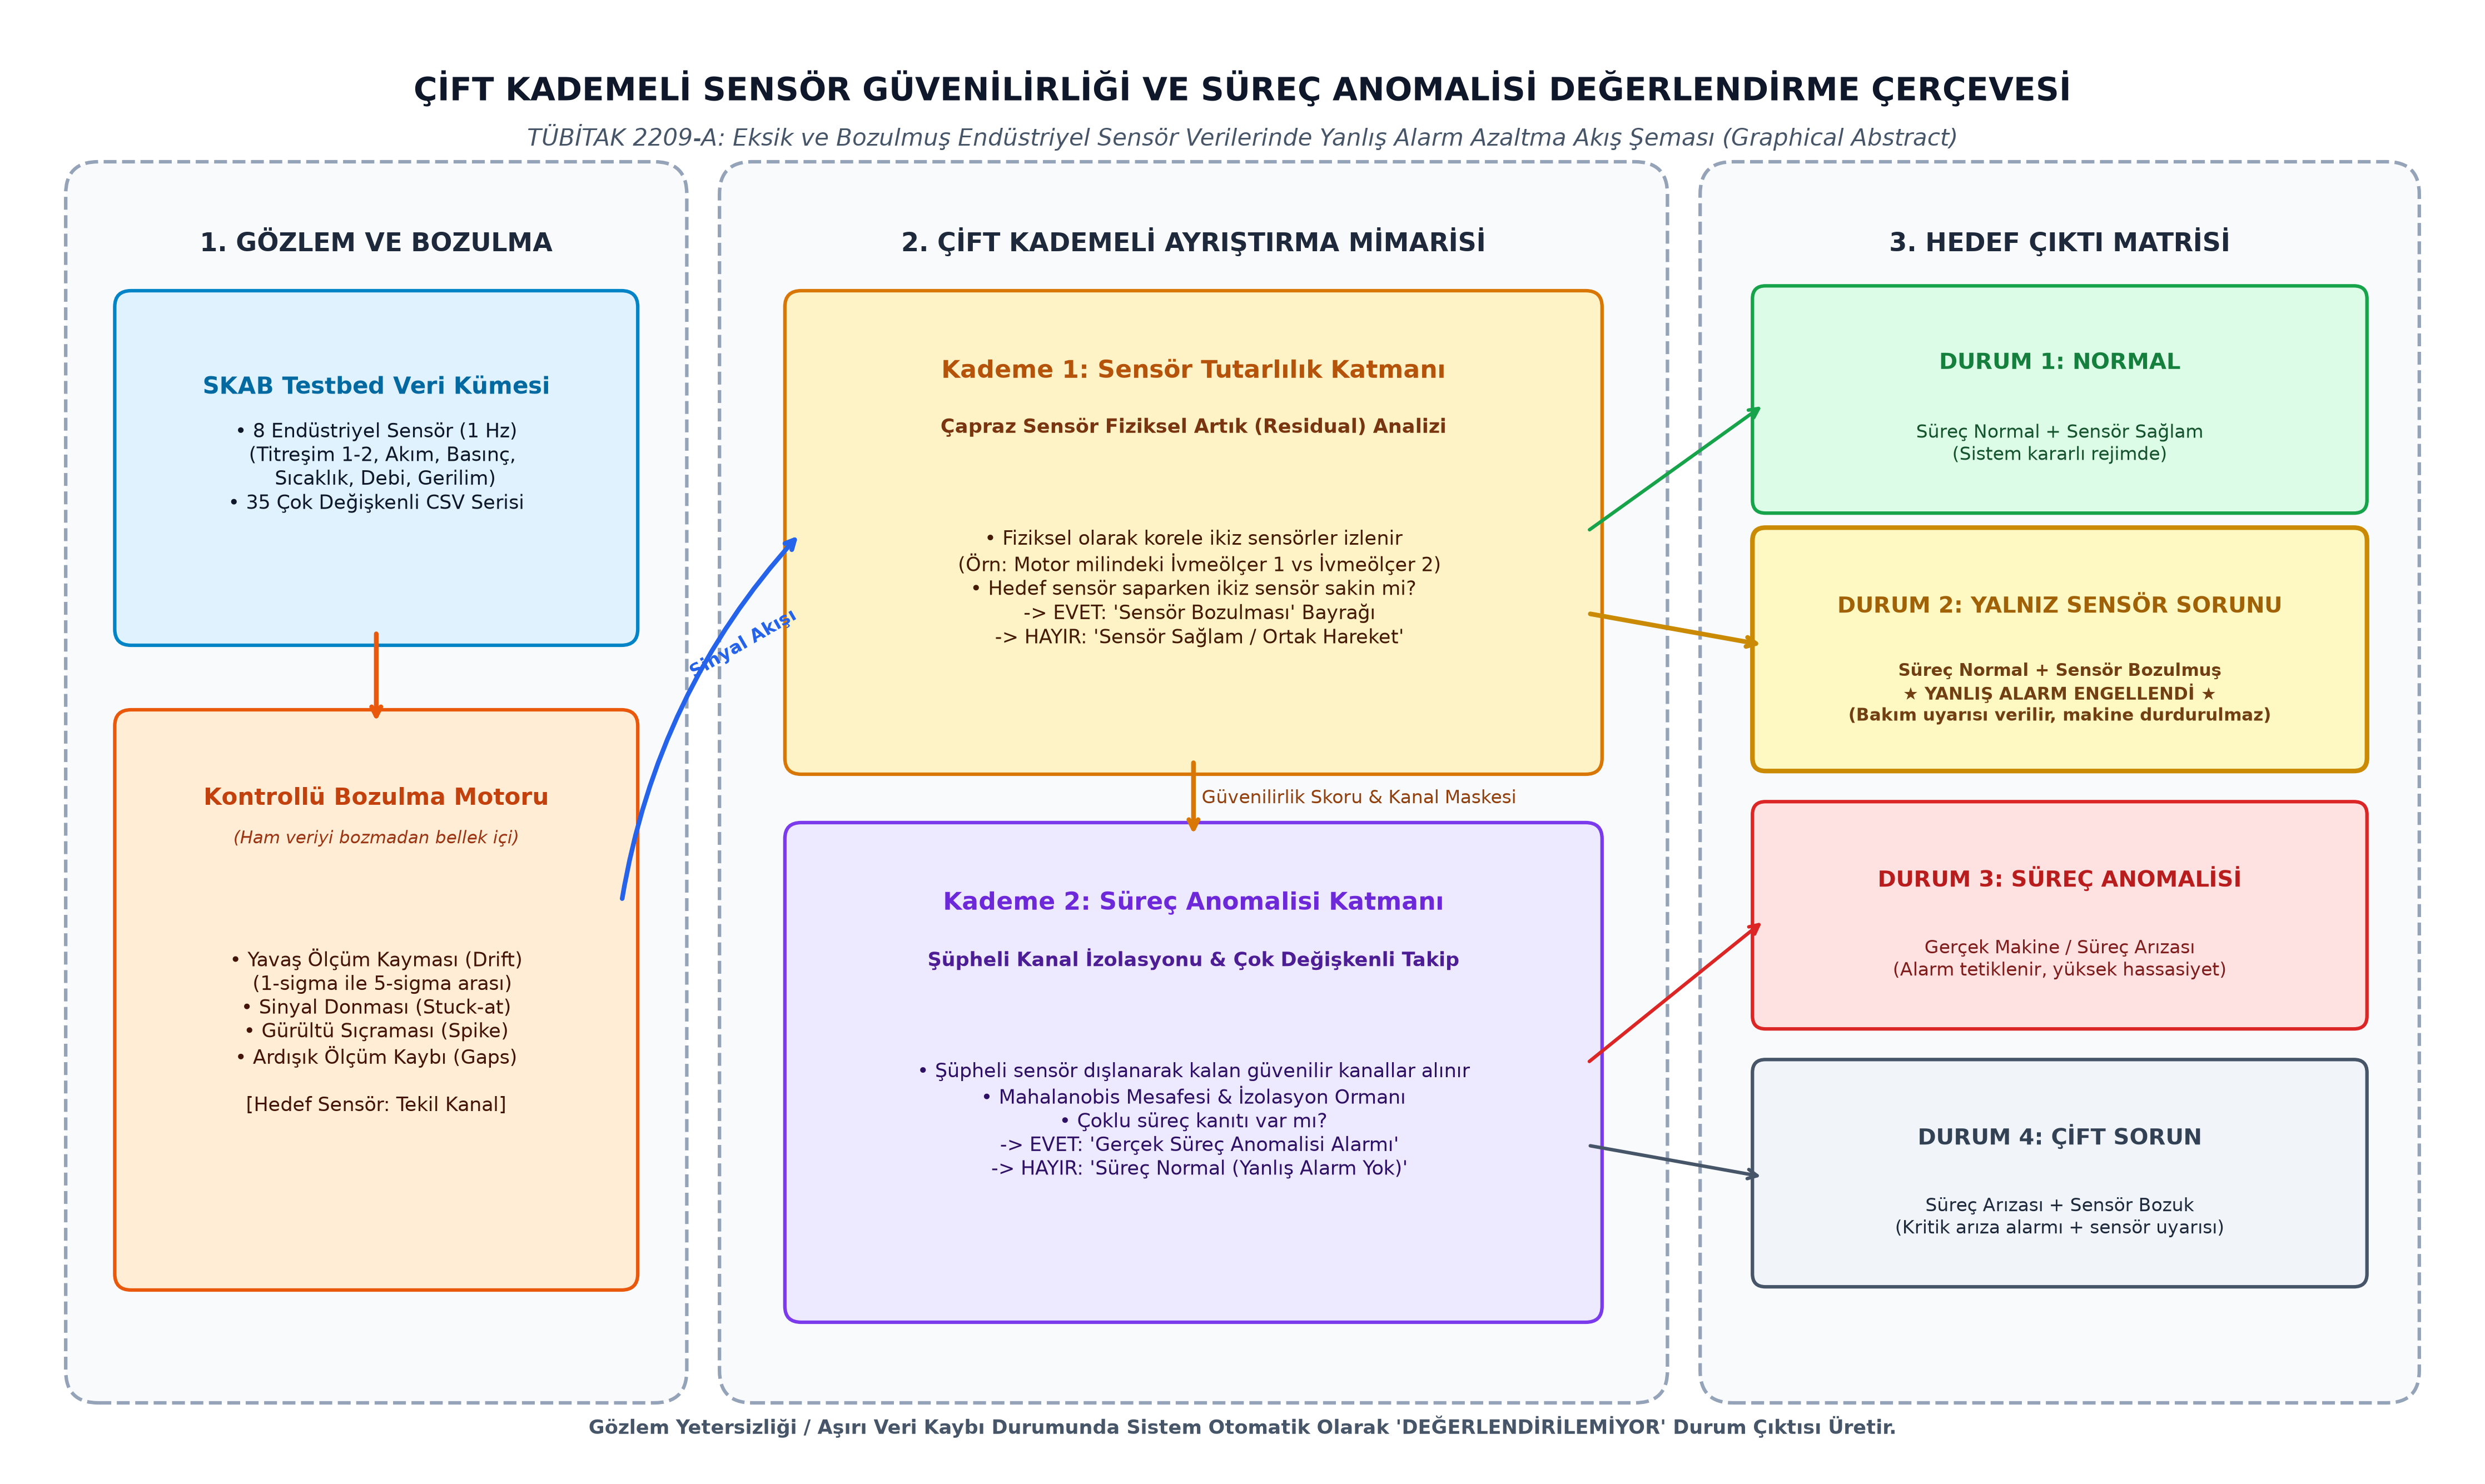 ÇİFT KADEMELİ SENSÖR GÜVENİLİRLİĞİ VE SÜREÇ ANOMALİSİ DEĞERLENDİRME ÇERÇEVESİ
TÜBİTAK 2209-A: Eksik ve Bozulmuş Endüstriyel Sensör Verilerinde Yanlış Alarm Azaltma Akış Şeması (Graphical Abstract)
1. GÖZLEM VE BOZULMA
SKAB Testbed Veri Kümesi
• 8 Endüstriyel Sensör (1 Hz)
(Titreşim 1-2, Akım, Basınç,
Sıcaklık, Debi, Gerilim)
• 35 Çok Değişkenli CSV Serisi
Kontrollü Bozulma Motoru
(Ham veriyi bozmadan bellek içi)
• Yavaş Ölçüm Kayması (Drift)
(1-sigma ile 5-sigma arası)
• Sinyal Donması (Stuck-at)
• Gürültü Sıçraması (Spike)
• Ardışık Ölçüm Kaybı (Gaps)
[Hedef Sensör: Tekil Kanal]
Sinyal Akışı
2. ÇİFT KADEMELİ AYRIŞTIRMA MİMARİSİ
Kademe 1: Sensör Tutarlılık Katmanı
Çapraz Sensör Fiziksel Artık (Residual) Analizi
• Fiziksel olarak korele ikiz sensörler izlenir
(Örn: Motor milindeki İvmeölçer 1 vs İvmeölçer 2)
• Hedef sensör saparken ikiz sensör sakin mi?
-> EVET: 'Sensör Bozulması' Bayrağı
-> HAYIR: 'Sensör Sağlam / Ortak Hareket'
Güvenilirlik Skoru & Kanal Maskesi
Kademe 2: Süreç Anomalisi Katmanı
Şüpheli Kanal İzolasyonu & Çok Değişkenli Takip
• Şüpheli sensör dışlanarak kalan güvenilir kanallar alınır
• Mahalanobis Mesafesi & İzolasyon Ormanı
• Çoklu süreç kanıtı var mı?
-> EVET: 'Gerçek Süreç Anomalisi Alarmı'
-> HAYIR: 'Süreç Normal (Yanlış Alarm Yok)'
3. HEDEF ÇIKTI MATRİSİ
DURUM 1: NORMAL
Süreç Normal + Sensör Sağlam
(Sistem kararlı rejimde)
DURUM 2: YALNIZ SENSÖR SORUNU
Süreç Normal + Sensör Bozulmuş
★ YANLIŞ ALARM ENGELLENDİ ★
(Bakım uyarısı verilir, makine durdurulmaz)
DURUM 3: SÜREÇ ANOMALİSİ
Gerçek Makine / Süreç Arızası
(Alarm tetiklenir, yüksek hassasiyet)
DURUM 4: ÇİFT SORUN
Süreç Arızası + Sensör Bozuk
(Kritik arıza alarmı + sensör uyarısı)
Gözlem Yetersizliği / Aşırı Veri Kaybı Durumunda Sistem Otomatik Olarak 'DEĞERLENDİRİLEMİYOR' Durum Çıktısı Üretir.